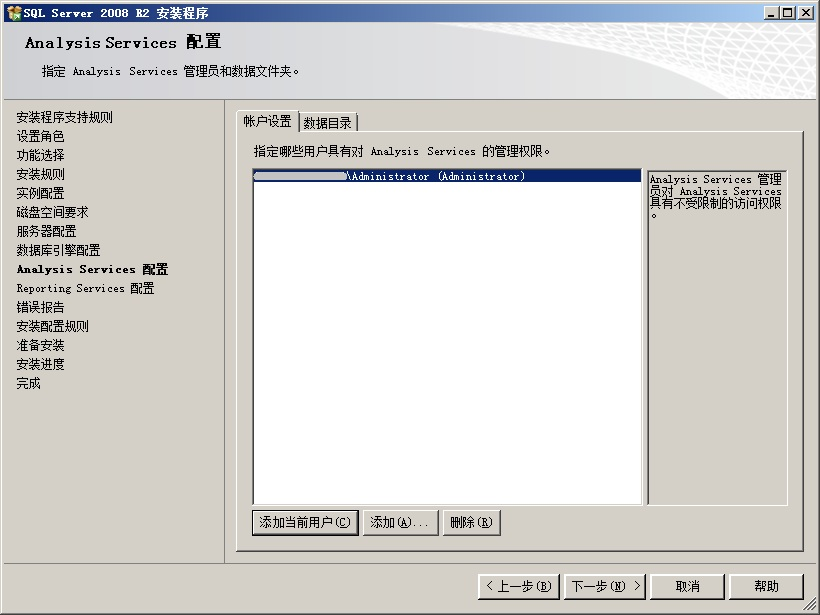 SQL Server 2008 R2 安装程序
Analysis Services 配置
指定 Analysis Services 管理员和数据文件夹。
安装程序支持规则
设置角色
功能选择
安装规则
实例配置
磁盘空间要求
服务器配置
数据库引擎配置
Analysis Services 配置
Reporting Services 配置
错误报告
安装配置规则
准备安装
安装进度
完成
帐户设置 数据目录
指定哪些用户具有对 Analysis Services 的管理权限。
\Administrator (Administrator)
Analysis Services 管理
员对 Analysis Services
具有不受限制的访问权限
。
添加当前用户(C) 添加(A)... 删除(R)
< 上一步(B) 下一步(N) > 取消 帮助